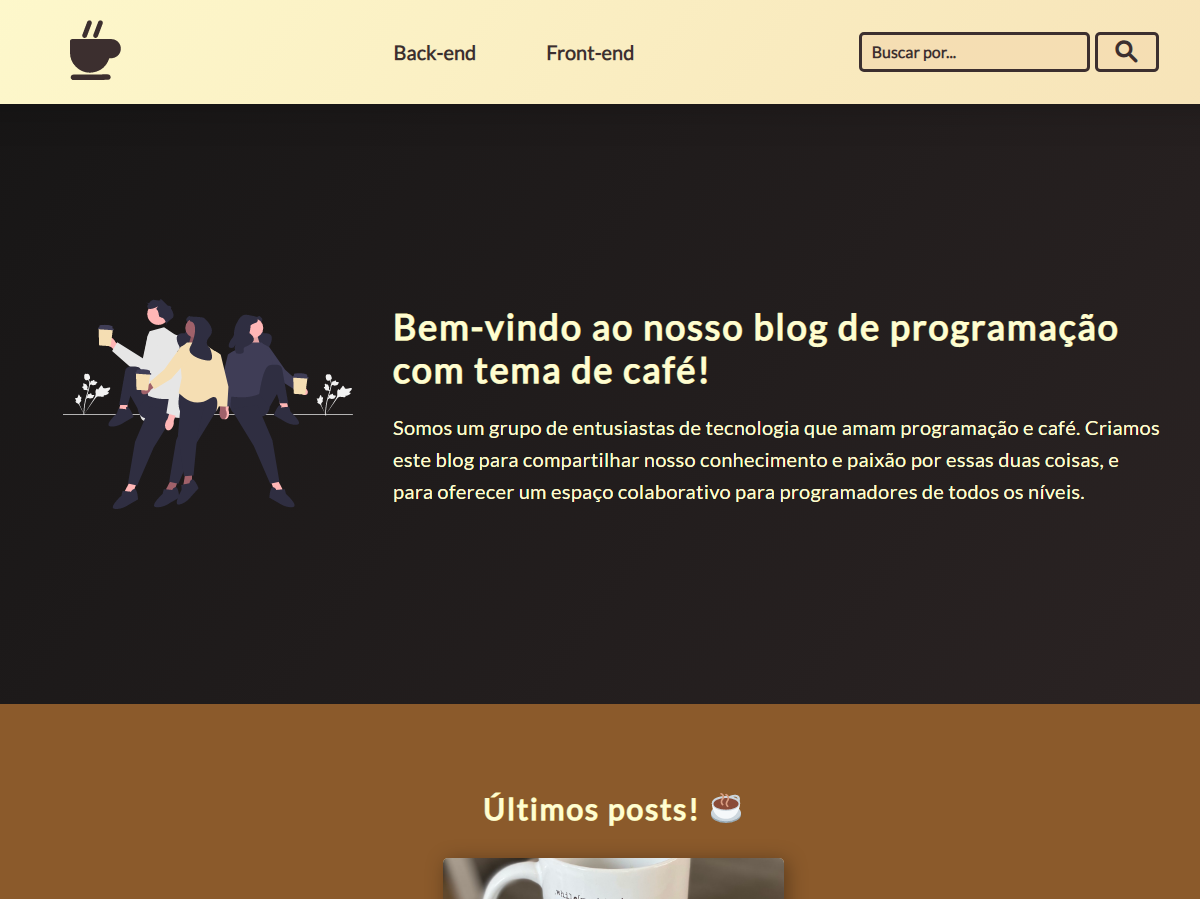 Back-end
Front-end
Buscar por...
Bem-vindo ao nosso blog de programação
com tema de café!
Somos um grupo de entusiastas de tecnologia que amam programação e café. Criamos
este blog para compartilhar nosso conhecimento e paixão por essas duas coisas, e
para oferecer um espaço colaborativo para programadores de todos os níveis.
Últimos posts! ☕